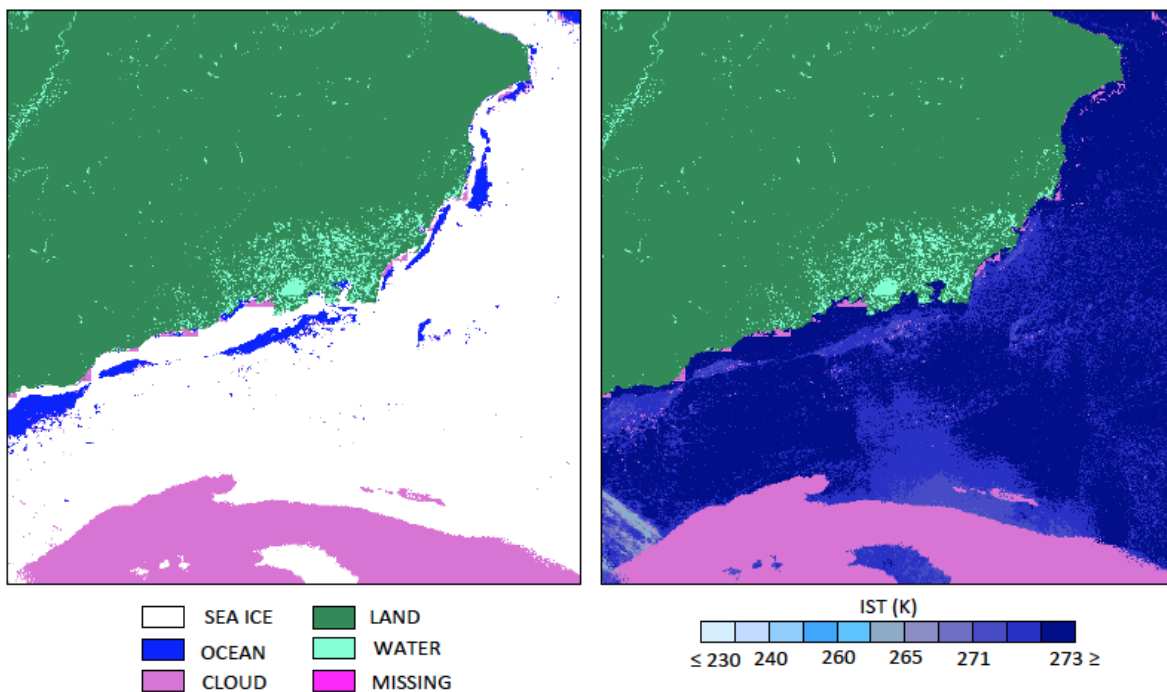 SEA ICE LAND
OCEAN WATER
CLOUD MISSING
IST (K)
≤ 230 240 260 265 271 273 ≥